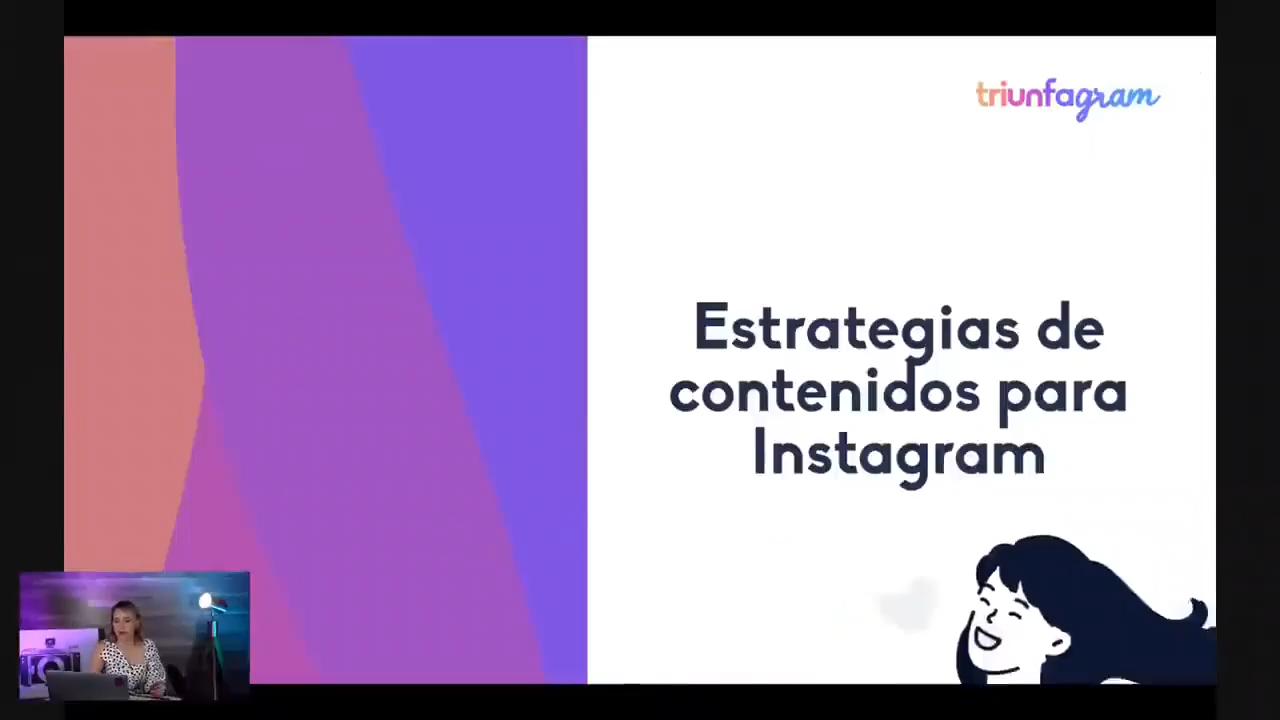 triunfagram
Estrategias de
contenidos para
Instagram